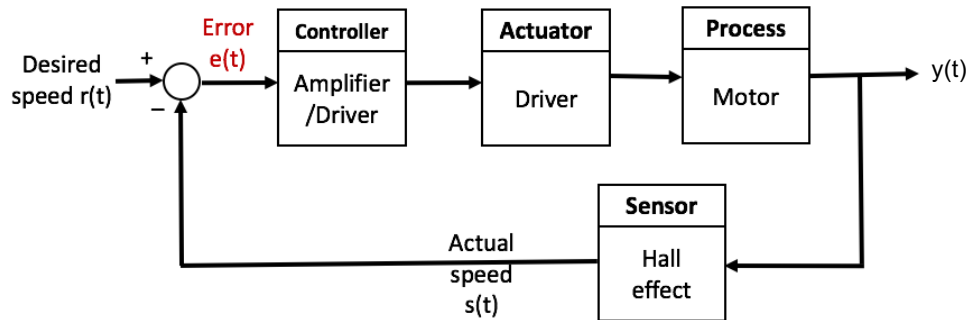 Desired
speed r(t)
+
–
Error
e(t)
Controller
Amplifier
/Driver
Actuator
Driver
Process
Motor
y(t)
Sensor
Hall
effect
Actual
speed
s(t)